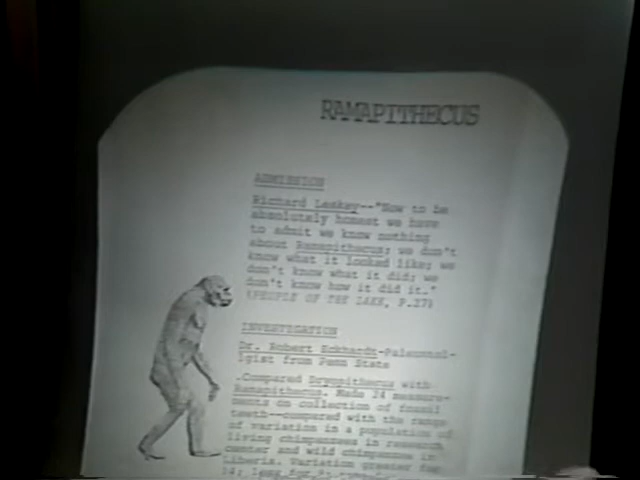 RAMAPITHECUS
ADMISSION
Richard Leakey--"Now to be
absolutely honest we have
to admit we know nothing
about Ramapithecus; we don't
know what it looked like; we
don't know what it did; we
don't know how it did it."
(PEOPLE OF THE LAKE, P.27)
INVESTIGATION
Dr. Robert Eckhardt-Paleontol-
ogist from Penn State
.Compared Dryopithecus with
Ramapithecus. Made 24 measure-
ments on collection of fossil
teeth--compared with the range
of variation in a population of
living chimpanzees in research
center and wild chimpanzees in
Liberia. Variation greater for
14; less for